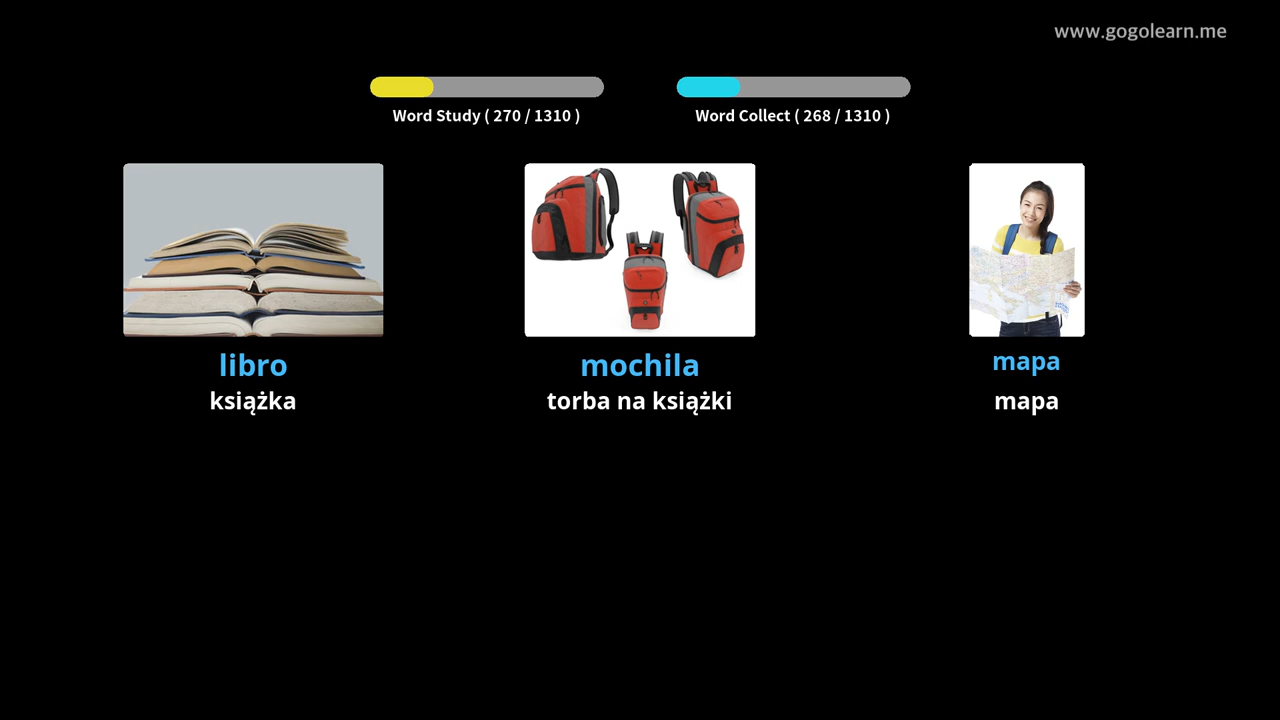 www.gogolearn.me
Word Study ( 270 / 1310 )
Word Collect ( 268 / 1310 )
libro
książka
mochila
torba na książki
mapa
mapa